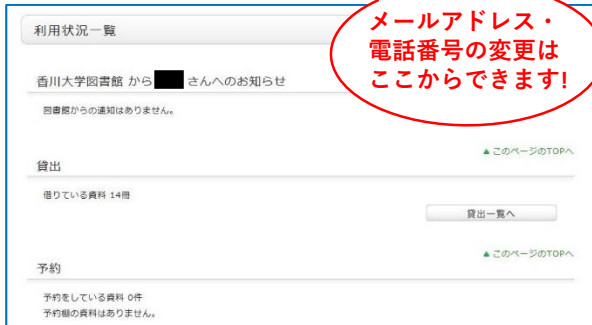 利用状況一覧
メールアドレス・
電話番号の変更は
ここからできます!
香川大学図書館 から さんへのお知らせ
図書館からの通知はありません。
▲このページのTOPへ
貸出
借りている資料 14冊
貸出一覧へ
▲このページのTOPへ
予約
予約をしている資料 0件
予約棚の資料はありません。